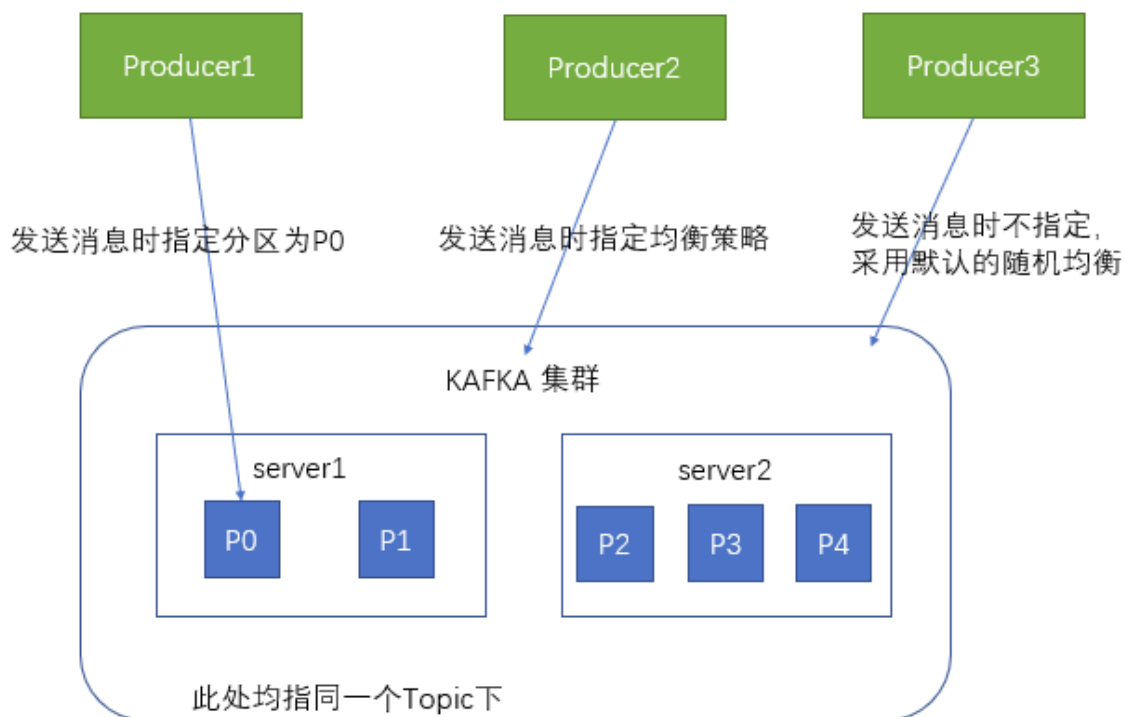 Producer1
Producer2
Producer3
发送消息时指定分区为P0
发送消息时指定均衡策略
发送消息时不指定,
采用默认的随机均衡
KAFKA 集群
server1
server2
P0
P1
P2
P3
P4
此处均指同一个Topic下